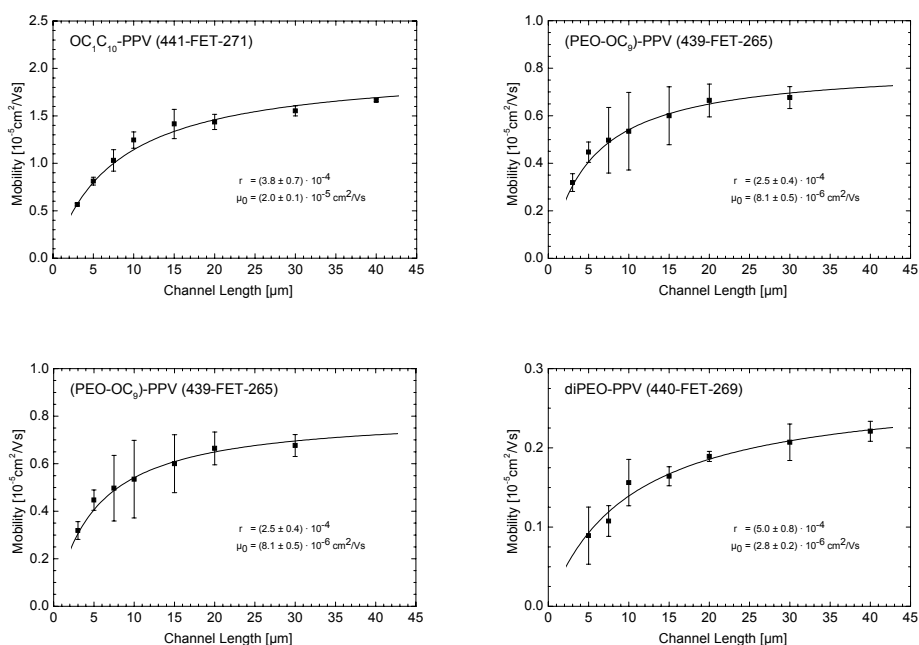 OC₁C₁₀-PPV (441-FET-271)
Mobility [10⁻⁵cm²/Vs]
2.5
2.0
1.5
1.0
0.5
0.0
r = (3.8 ± 0.7) · 10⁻⁴
μ₀ = (2.0 ± 0.1) · 10⁻⁵ cm²/Vs
0 5 10 15 20 25 30 35 40 45
Channel Length [µm]
(PEO-OC₉)-PPV (439-FET-265)
Mobility [10⁻⁵cm²/Vs]
1.0
0.8
0.6
0.4
0.2
0.0
r = (2.5 ± 0.4) · 10⁻⁴
μ₀ = (8.1 ± 0.5) · 10⁻⁶ cm²/Vs
0 5 10 15 20 25 30 35 40 45
Channel Length [µm]
(PEO-OC₉)-PPV (439-FET-265)
Mobility [10⁻⁵cm²/Vs]
1.0
0.8
0.6
0.4
0.2
0.0
r = (2.5 ± 0.4) · 10⁻⁴
μ₀ = (8.1 ± 0.5) · 10⁻⁶ cm²/Vs
0 5 10 15 20 25 30 35 40 45
Channel Length [µm]
diPEO-PPV (440-FET-269)
Mobility [10⁻⁵cm²/Vs]
0.3
0.2
0.1
0.0
r = (5.0 ± 0.8) · 10⁻⁴
μ₀ = (2.8 ± 0.2) · 10⁻⁶ cm²/Vs
0 5 10 15 20 25 30 35 40 45
Channel Length [µm]